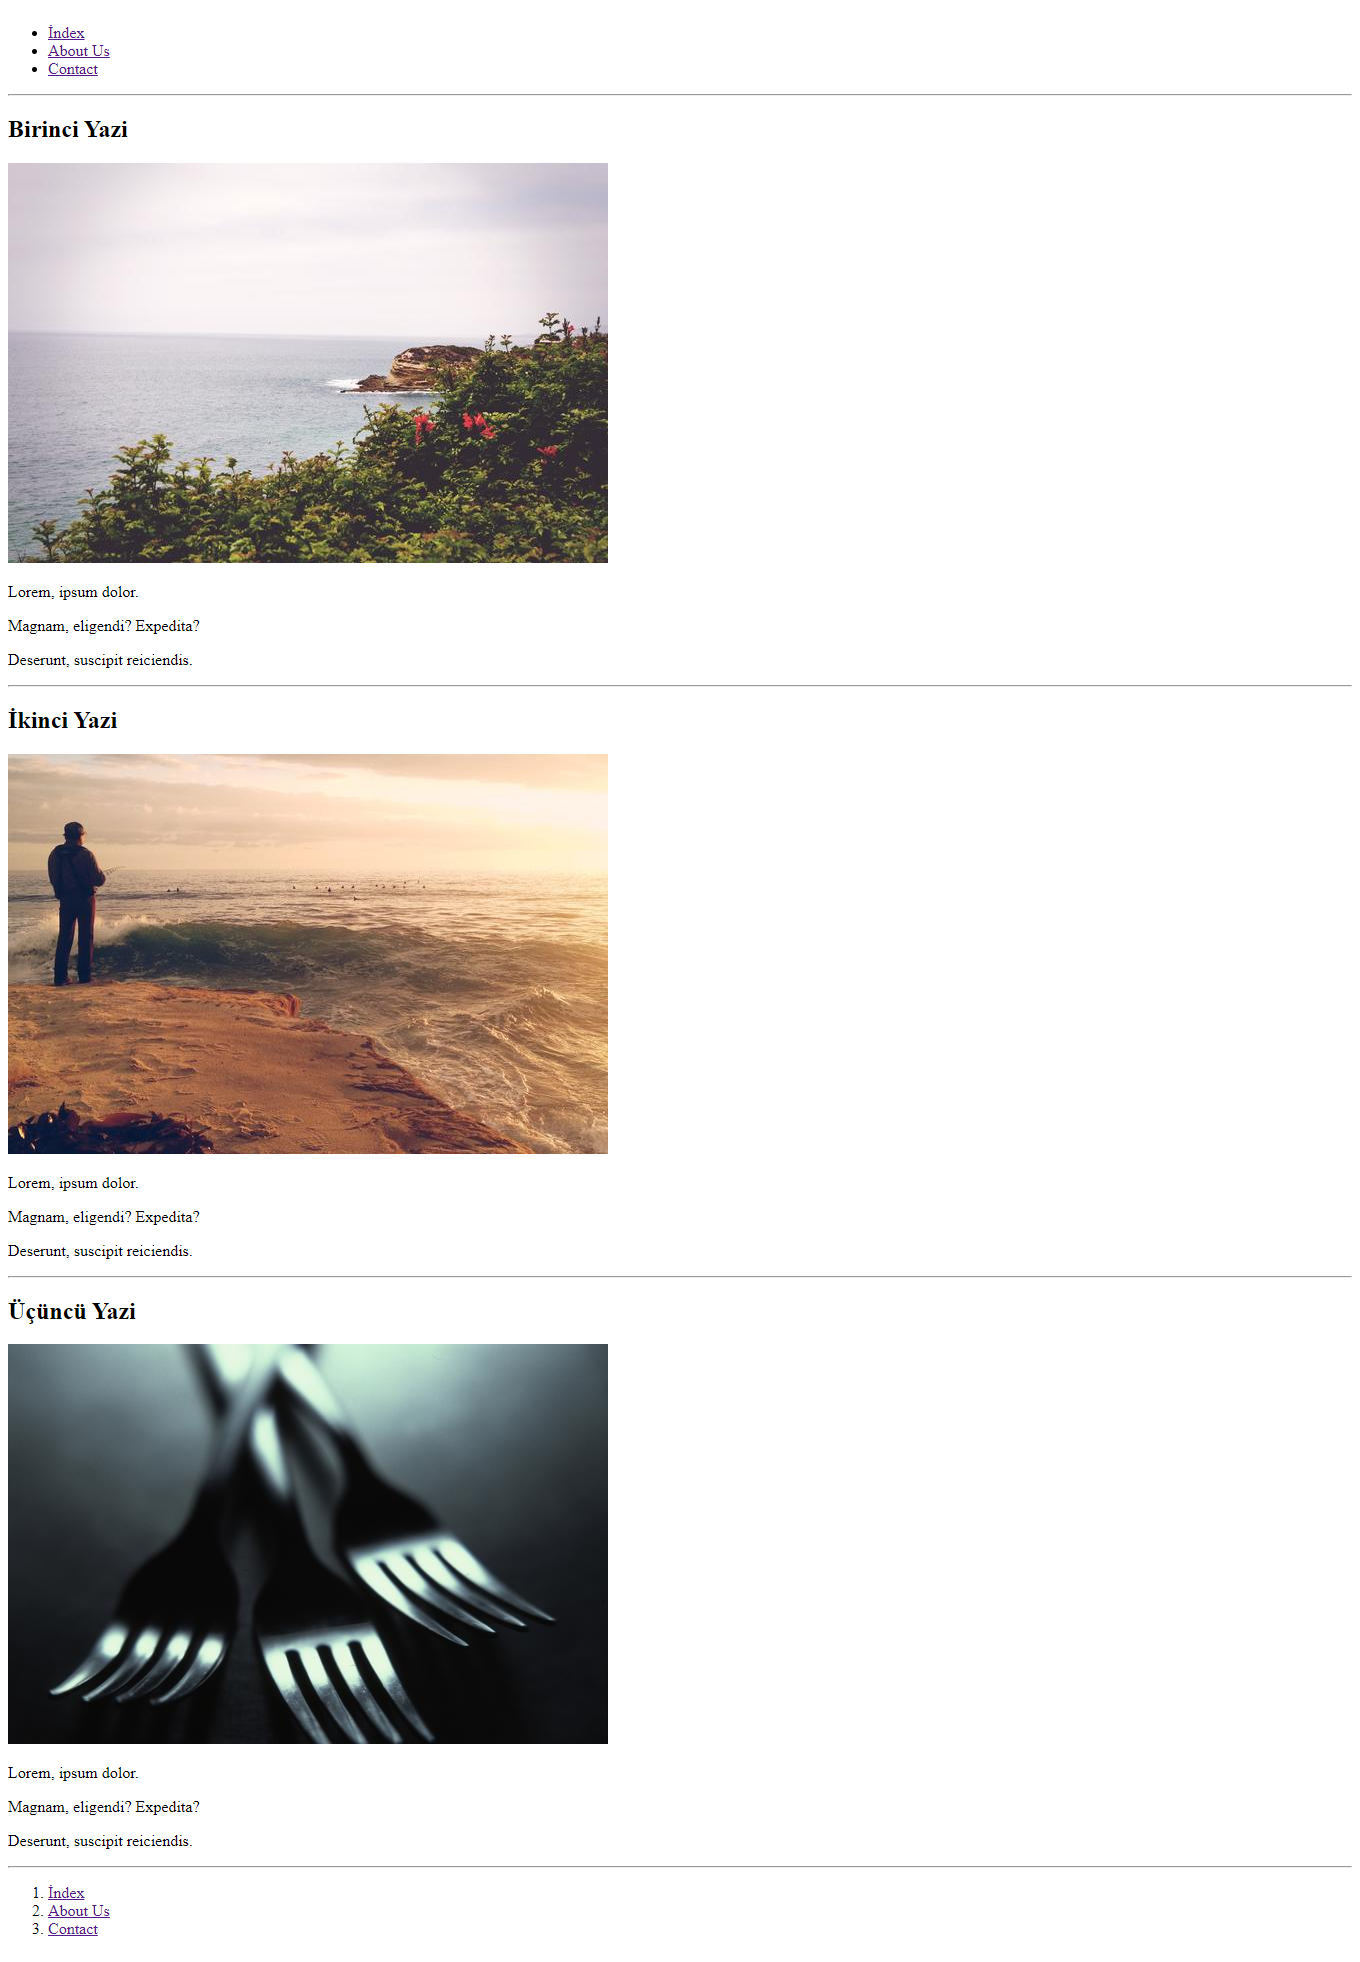 İndex
About Us
Contact
Birinci Yazi
Lorem, ipsum dolor.
Magnam, eligendi? Expedita?
Deserunt, suscipit reiciendis.
İkinci Yazi
Lorem, ipsum dolor.
Magnam, eligendi? Expedita?
Deserunt, suscipit reiciendis.
Üçüncü Yazi
Lorem, ipsum dolor.
Magnam, eligendi? Expedita?
Deserunt, suscipit reiciendis.
1. İndex
2. About Us
3. Contact